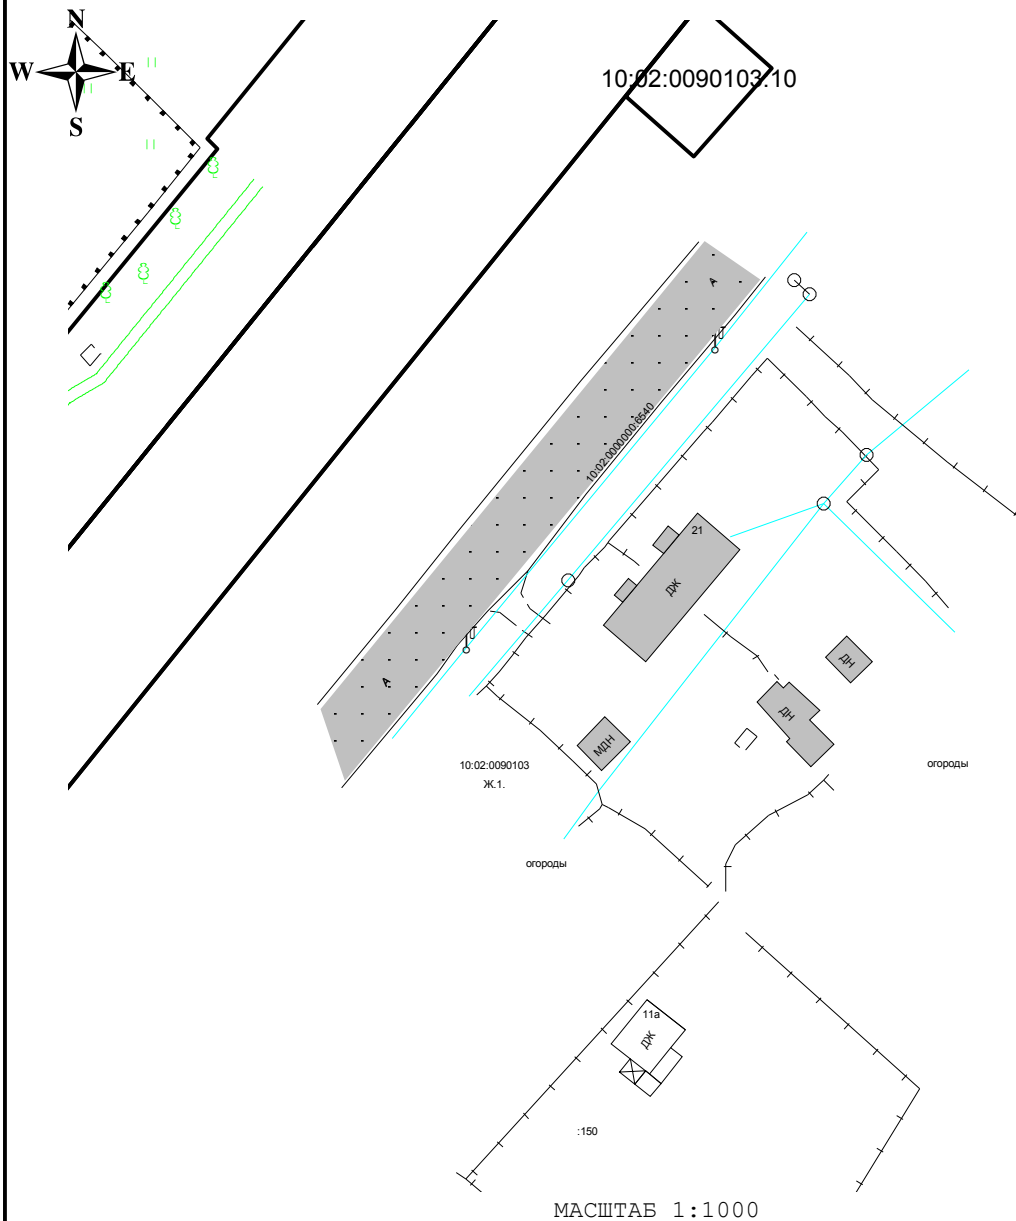 N
W E
S
10:02:0090103:10
А
10:02:0000000:6540
21
ДЖ
ДН
А
ДН
МДН
10:02:0090103
Ж.1.
огороды
огороды
11а
ДЖ
:150
МАСШТАБ 1:1000